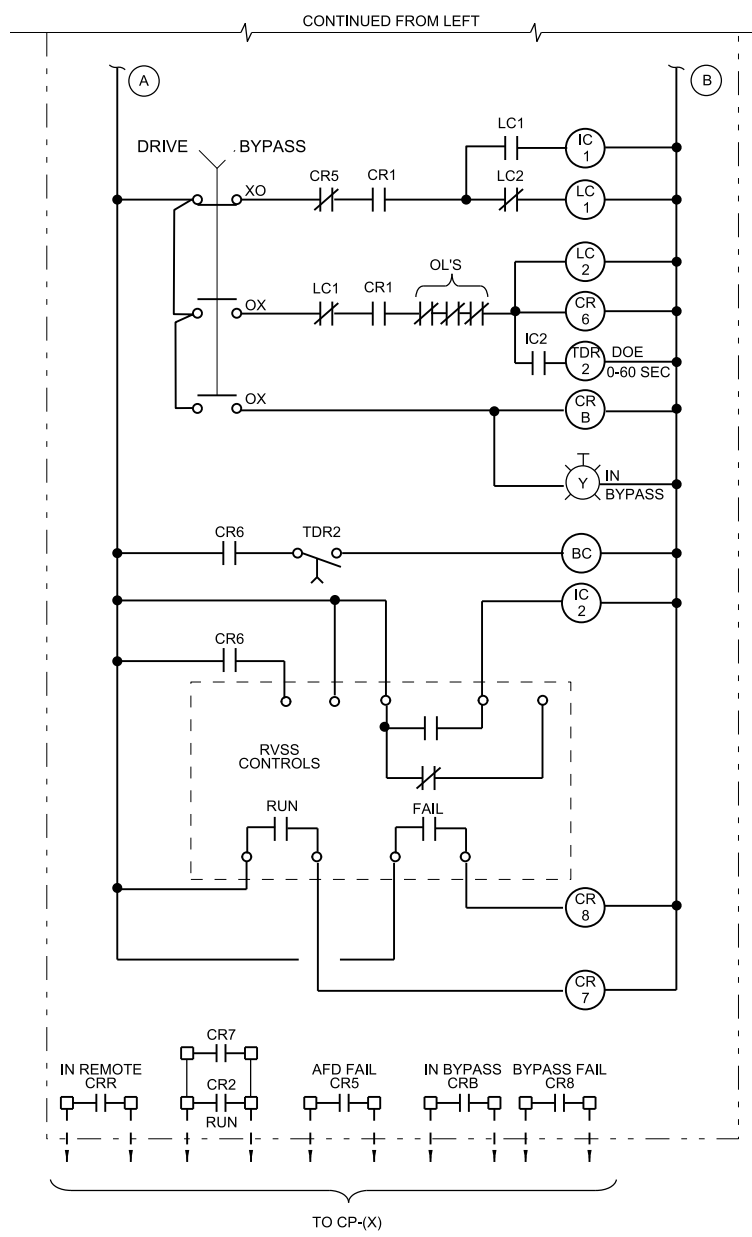 CONTINUED FROM LEFT
A
B
DRIVE
BYPASS
LC1
IC
1
XO
CR5
CR1
LC2
LC
1
OL'S
LC
2
OX
LC1
CR1
CR
6
IC2
TDR
2
DOE
0-60 SEC
OX
CR
B
Y
IN
BYPASS
CR6
TDR2
BC
IC
2
CR6
RVSS
CONTROLS
RUN
FAIL
CR
8
CR
7
CR7
IN REMOTE
CRR
CR2
RUN
AFD FAIL
CR5
IN BYPASS
CRB
BYPASS FAIL
CR8
TO CP-(X)